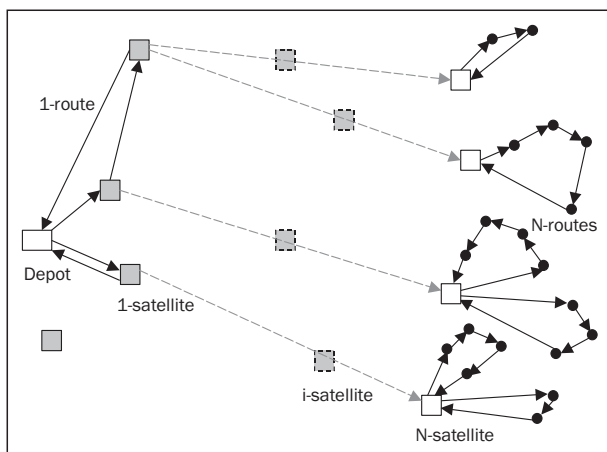 1-route
N-routes
Depot
1-satellite
i-satellite
N-satellite